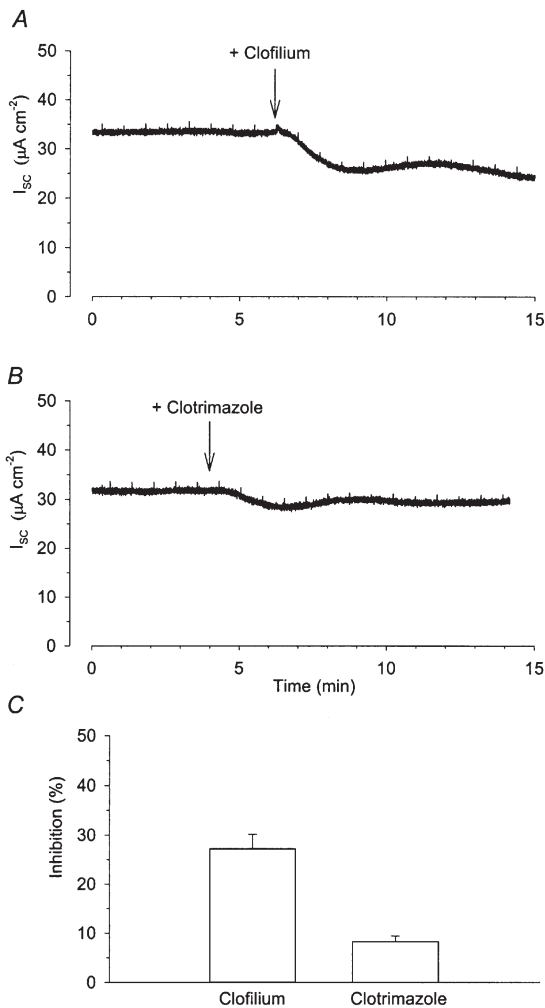 A
+ Clofilium
50
40
30
20
10
0
I_SC (µA cm⁻²)
0 5 10 15
B
+ Clotrimazole
50
40
30
20
10
0
I_SC (µA cm⁻²)
0 5 10 15
Time (min)
C
50
40
30
20
10
0
Inhibition (%)
Clofilium Clotrimazole